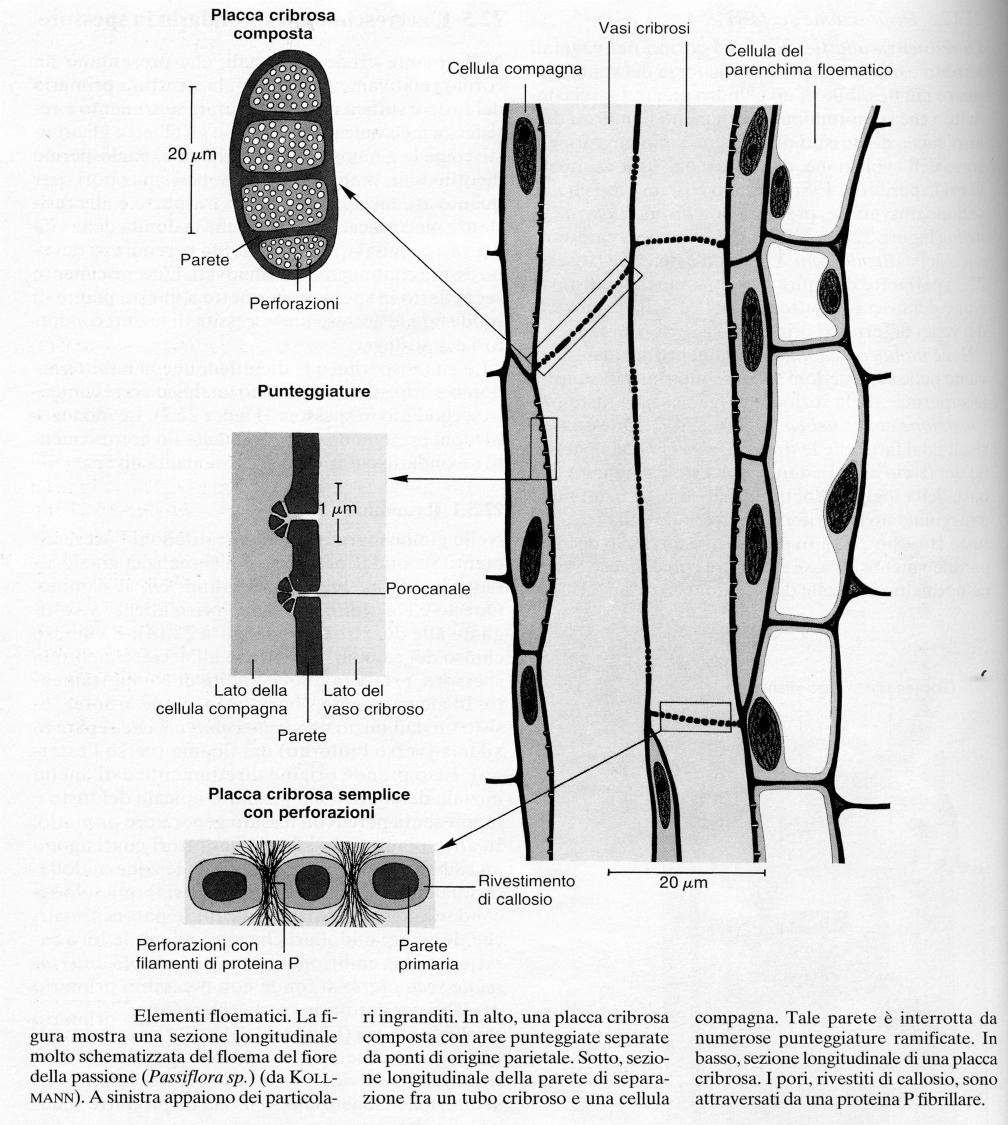 Placca cribrosa
composta
20 µm
Parete
Perforazioni
Vasi cribrosi
Cellula compagna
Cellula del
parenchima floematico
Punteggiature
1 µm
Porocanale
Lato della
cellula compagna
Lato del
vaso cribroso
Parete
Placca cribrosa semplice
con perforazioni
Rivestimento
di callosio
Perforazioni con
filamenti di proteina P
Parete
primaria
20 µm
Elementi floematici. La fi-
gura mostra una sezione longitudinale
molto schematizzata del floema del fiore
della passione (Passiflora sp.) (da KOLL-
MANN). A sinistra appaiono dei particola-
ri ingranditi. In alto, una placca cribrosa
composta con aree punteggiate separate
da ponti di origine parietale. Sotto, sezio-
ne longitudinale della parete di separa-
zione fra un tubo cribroso e una cellula
compagna. Tale parete è interrotta da
numerose punteggiature ramificate. In
basso, sezione longitudinale di una placca
cribrosa. I pori, rivestiti di callosio, sono
attraversati da una proteina P fibrillare.